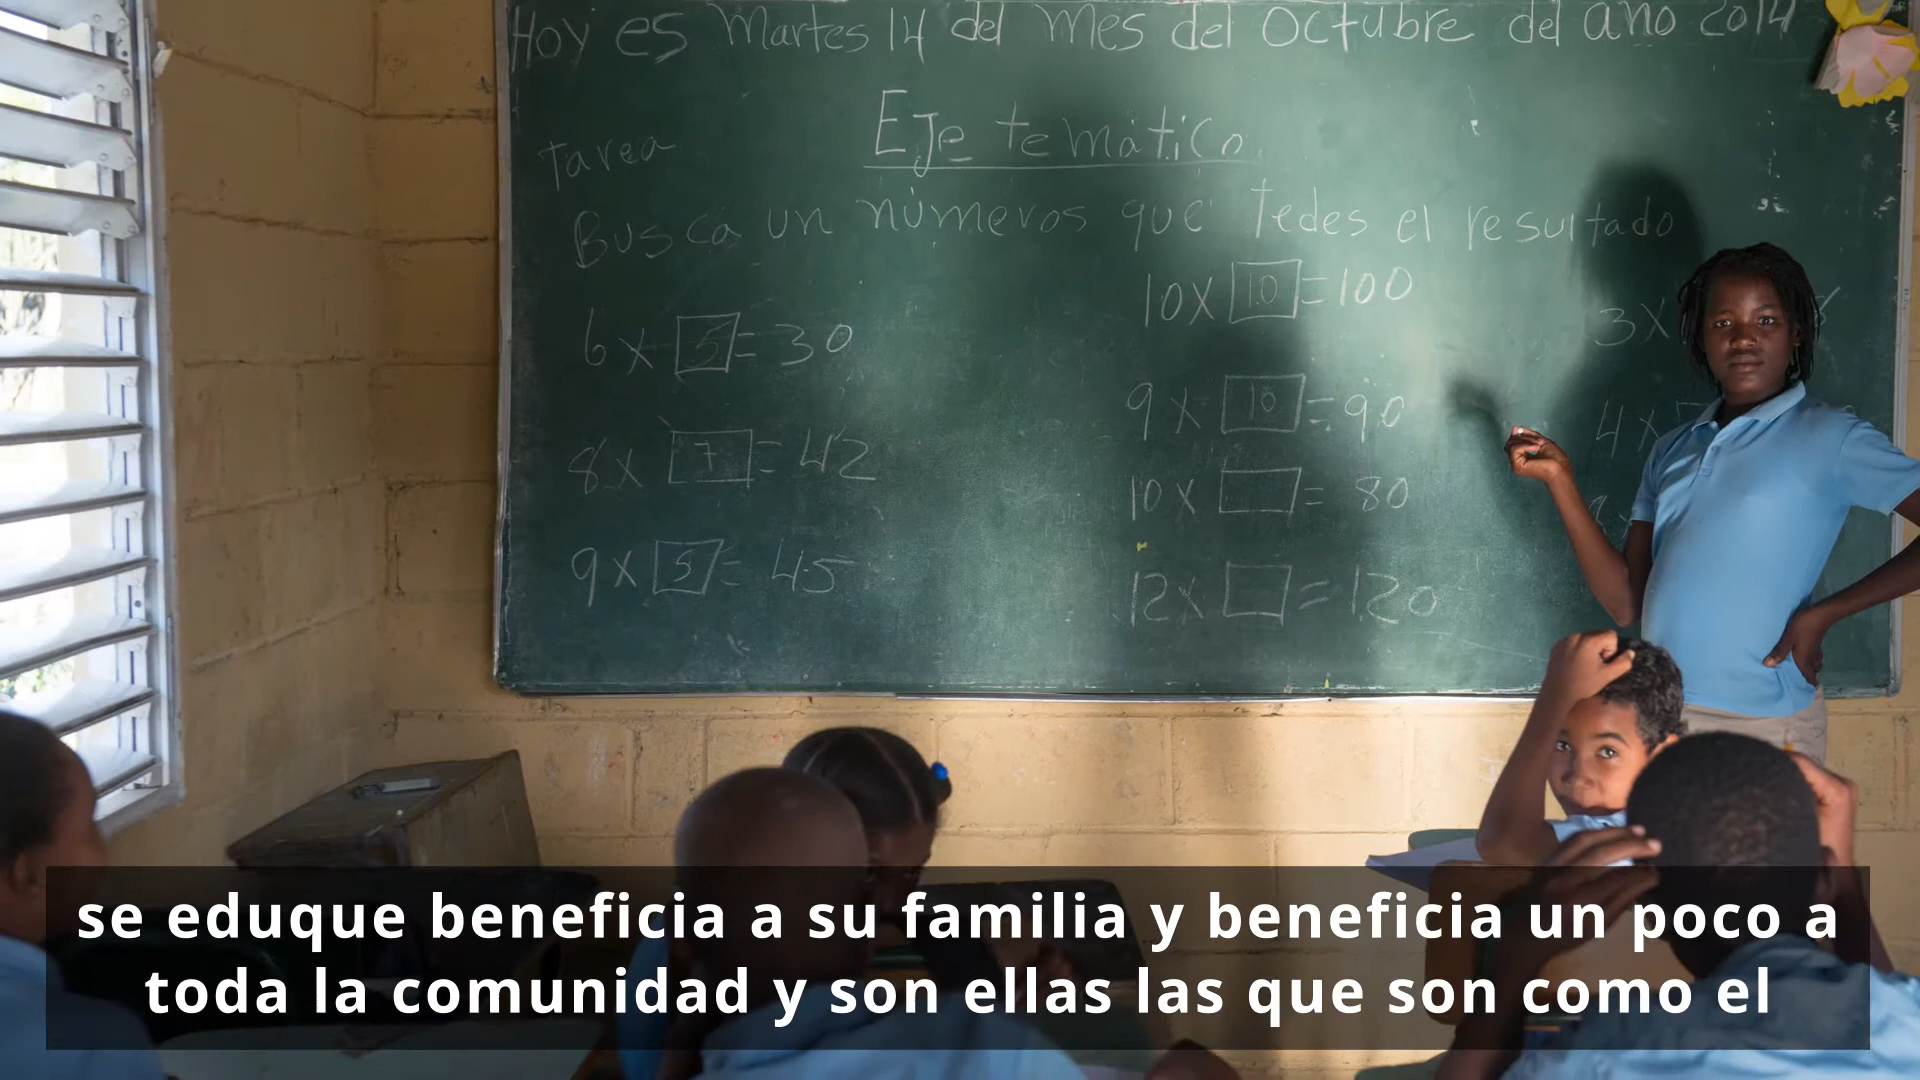 Hoy es Martes 14 del mes del Octubre del año 2014
Eje temático
Tarea
Busca un números que tedes el resultado
10x 10 = 100
6x 5 = 30
3x
9x 10 = 90
4x
8x 7 = 42
10x = 80
9x 5 = 45
12x = 120
se eduque beneficia a su familia y beneficia un poco a
toda la comunidad y son ellas las que son como el